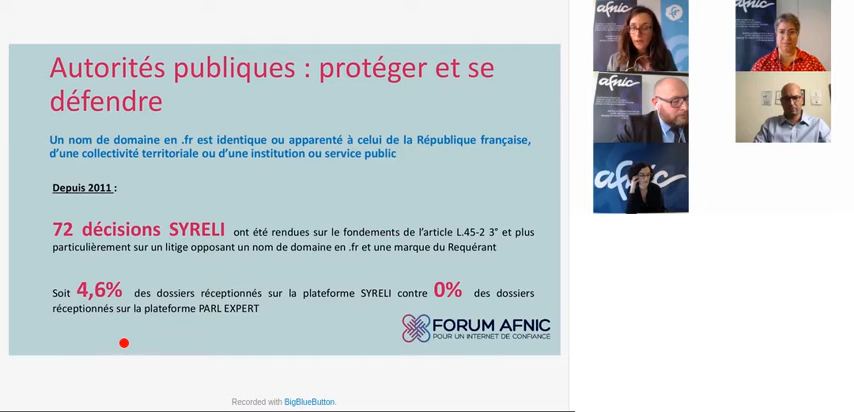 Autorités publiques : protéger et se
défendre
Un nom de domaine en .fr est identique ou apparenté à celui de la République française,
d'une collectivité territoriale ou d'une institution ou service public
Depuis 2011 :
72 décisions SYRELI ont été rendues sur le fondements de l'article L.45-2 3° et plus
particulièrement sur un litige opposant un nom de domaine en .fr et une marque du Requérant
Soit 4,6% des dossiers réceptionnés sur la plateforme SYRELI contre 0% des dossiers
réceptionnés sur la plateforme PARL EXPERT
FORUM AFNIC
POUR UN INTERNET DE CONFIANCE
Recorded with BigBlueButton.
afnic
afnic
afnic
afnic